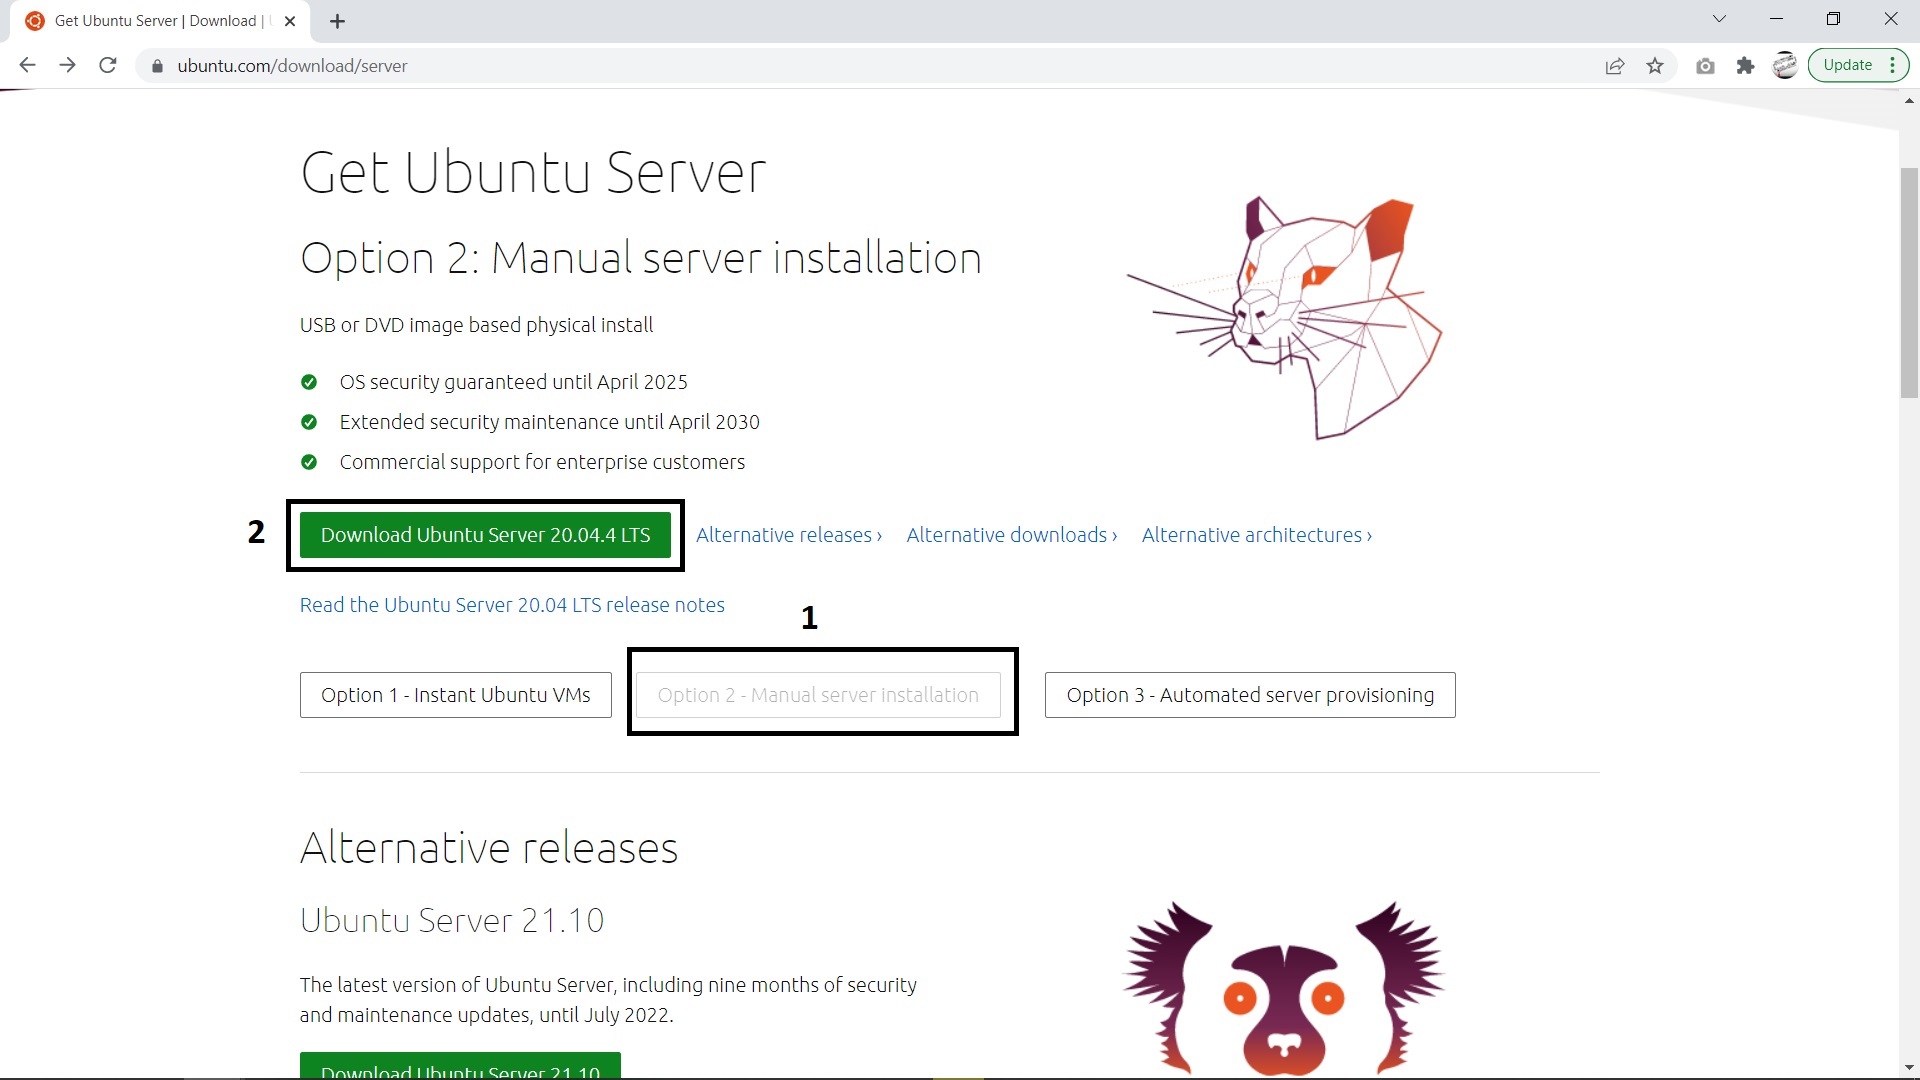 Get Ubuntu Server | Download |
ubuntu.com/download/server
Update
Get Ubuntu Server
Option 2: Manual server installation
USB or DVD image based physical install
OS security guaranteed until April 2025
Extended security maintenance until April 2030
Commercial support for enterprise customers
2
Download Ubuntu Server 20.04.4 LTS Alternative releases › Alternative downloads › Alternative architectures ›
Read the Ubuntu Server 20.04 LTS release notes
1
Option 1 - Instant Ubuntu VMs Option 2 - Manual server installation Option 3 - Automated server provisioning
Alternative releases
Ubuntu Server 21.10
The latest version of Ubuntu Server, including nine months of security
and maintenance updates, until July 2022.
Download Ubuntu Server 21.10